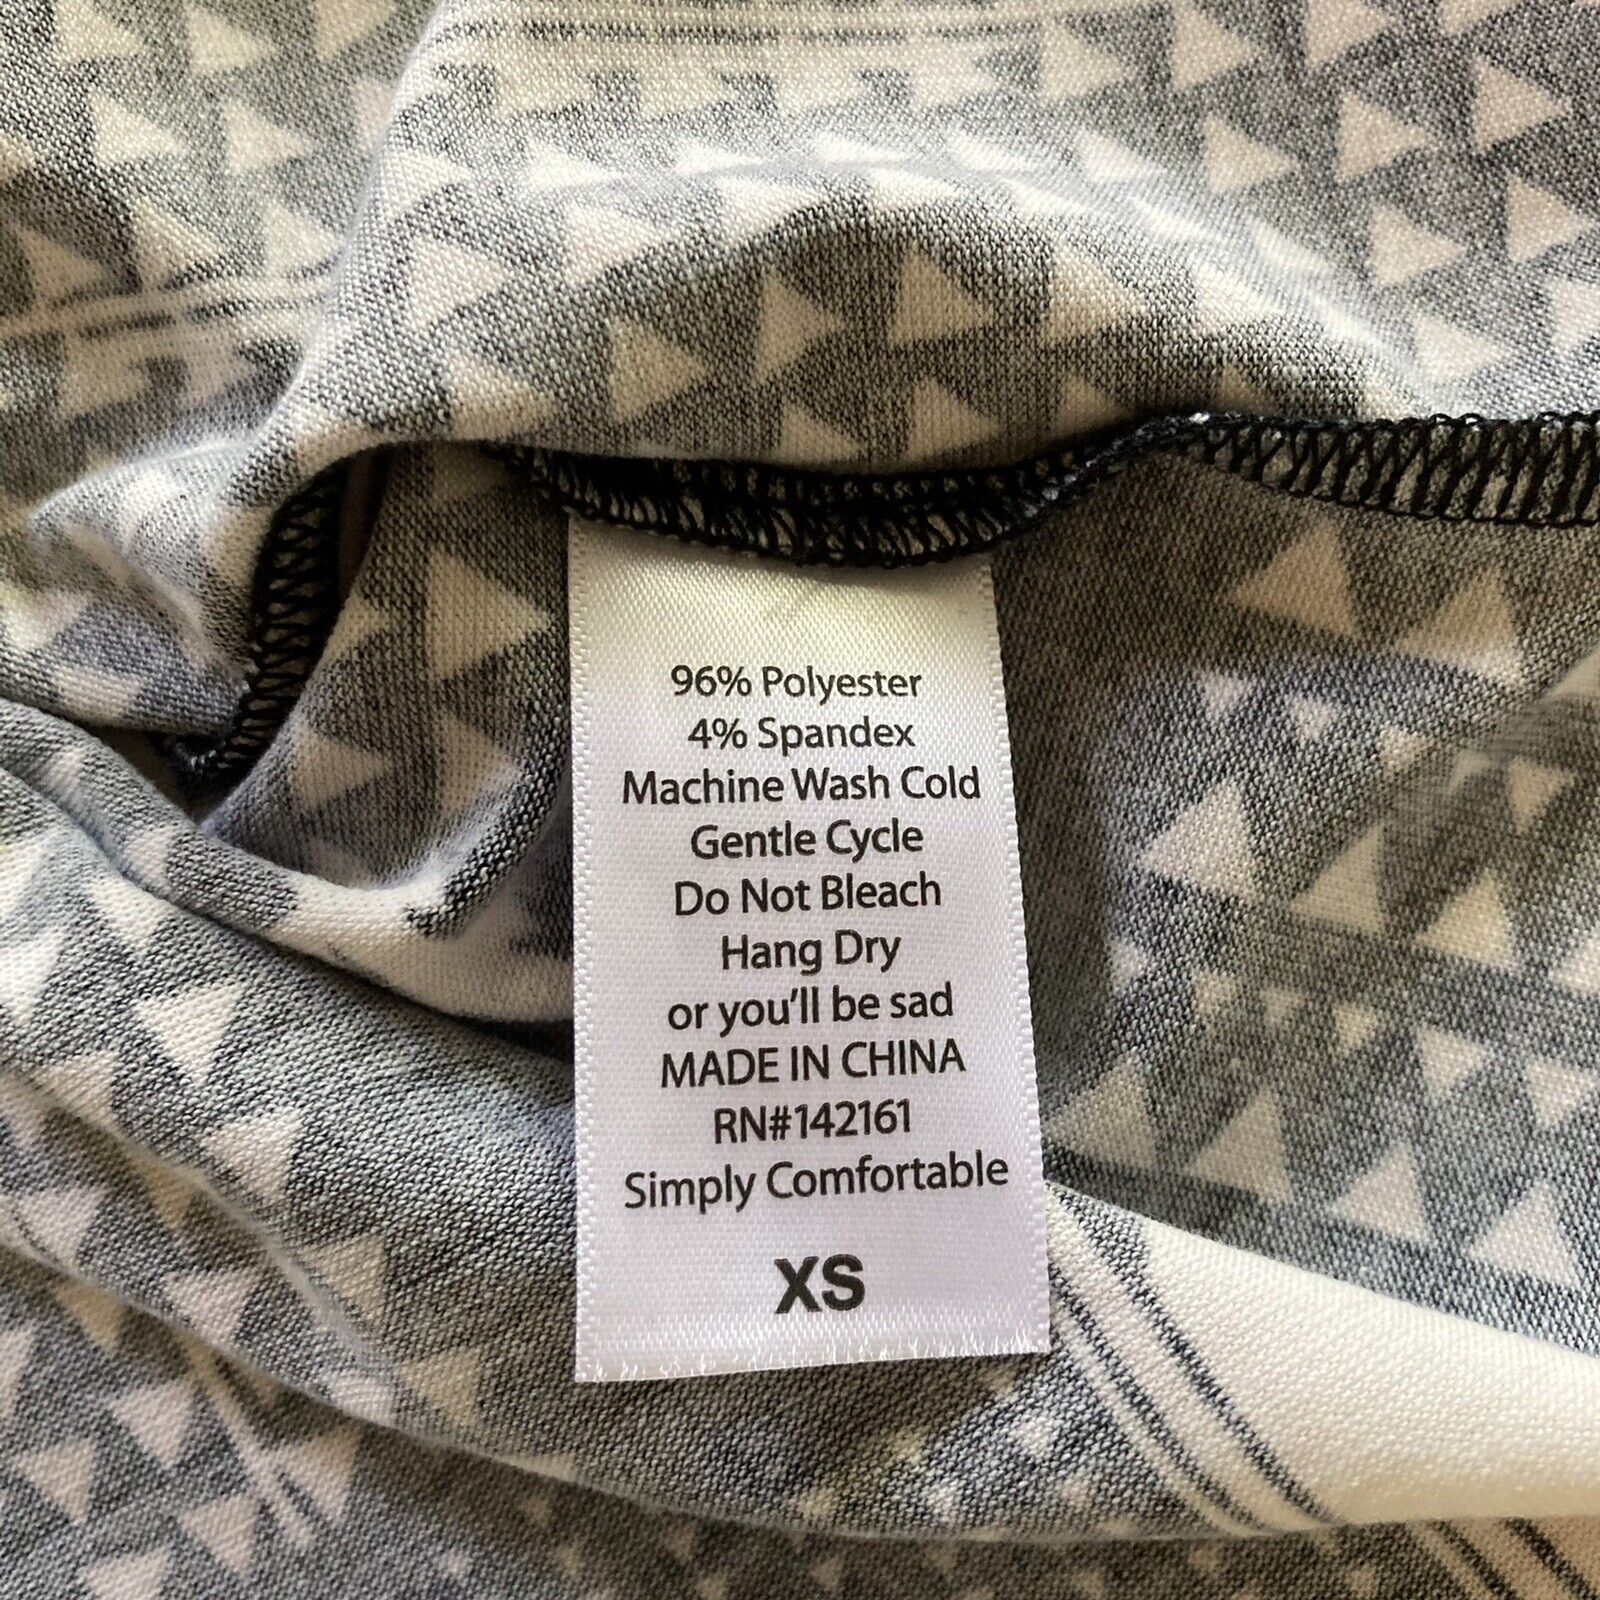 96% Polyester
4% Spandex
Machine Wash Cold
Gentle Cycle
Do Not Bleach
Hang Dry
or you'll be sad
MADE IN CHINA
RN#142161
Simply Comfortable
XS